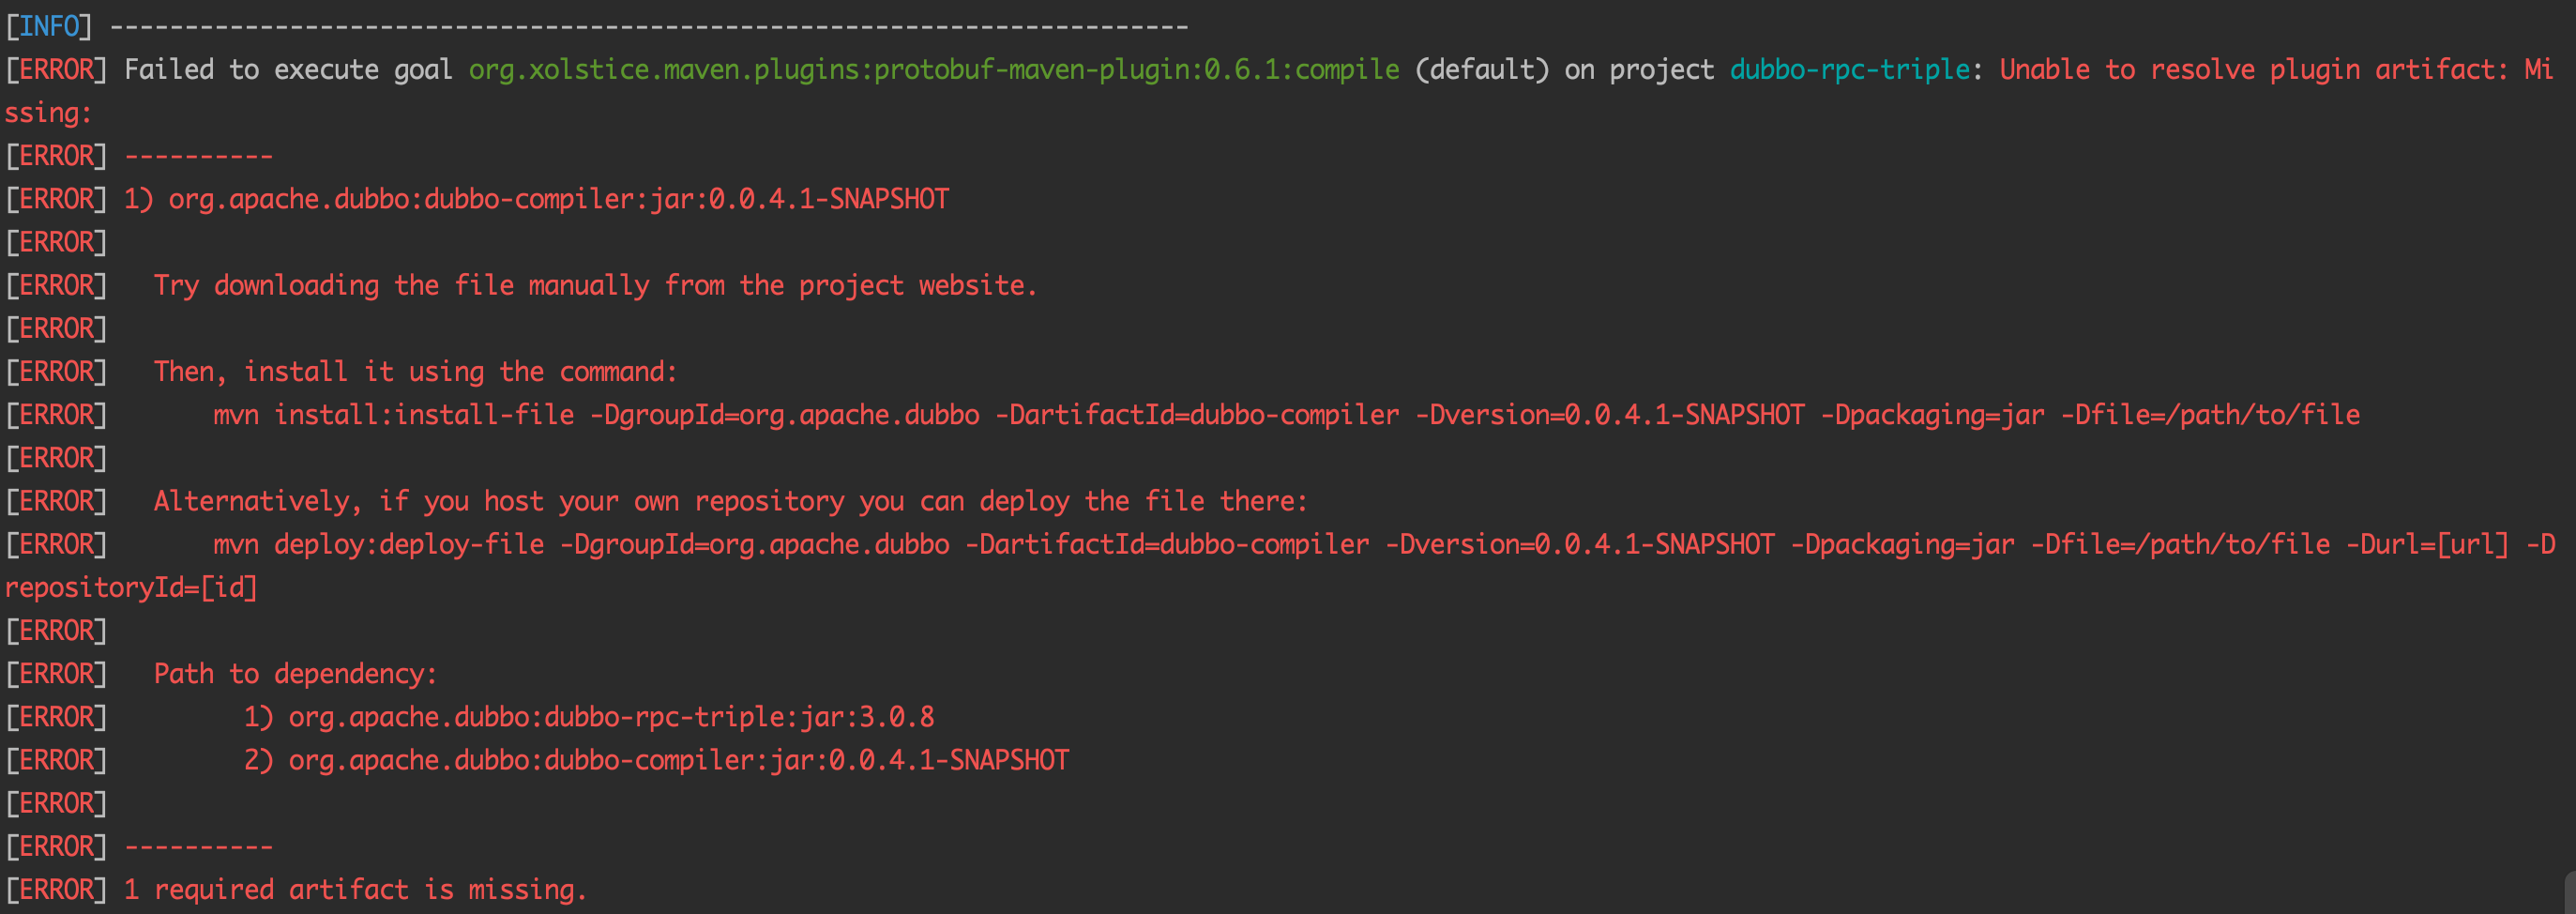 [INFO] ------------------------------------------------------------------------
[ERROR] Failed to execute goal org.xolstice.maven.plugins:protobuf-maven-plugin:0.6.1:compile (default) on project dubbo-rpc-triple: Unable to resolve plugin artifact: Mi
ssing:
[ERROR] ----------
[ERROR] 1) org.apache.dubbo:dubbo-compiler:jar:0.0.4.1-SNAPSHOT
[ERROR]
[ERROR]   Try downloading the file manually from the project website.
[ERROR]
[ERROR]   Then, install it using the command:
[ERROR]       mvn install:install-file -DgroupId=org.apache.dubbo -DartifactId=dubbo-compiler -Dversion=0.0.4.1-SNAPSHOT -Dpackaging=jar -Dfile=/path/to/file
[ERROR]
[ERROR]   Alternatively, if you host your own repository you can deploy the file there:
[ERROR]       mvn deploy:deploy-file -DgroupId=org.apache.dubbo -DartifactId=dubbo-compiler -Dversion=0.0.4.1-SNAPSHOT -Dpackaging=jar -Dfile=/path/to/file -Durl=[url] -D
repositoryId=[id]
[ERROR]
[ERROR]   Path to dependency:
[ERROR]         1) org.apache.dubbo:dubbo-rpc-triple:jar:3.0.8
[ERROR]         2) org.apache.dubbo:dubbo-compiler:jar:0.0.4.1-SNAPSHOT
[ERROR]
[ERROR] ----------
[ERROR] 1 required artifact is missing.